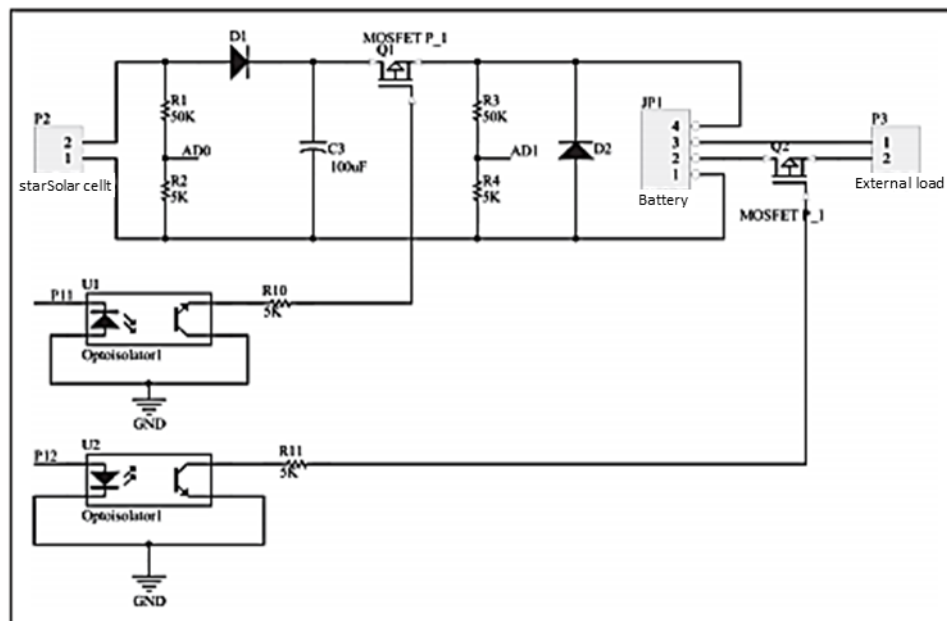 D1
MOSFET P_1
Q1
R1
50K
R3
50K
JP1
P2
P3
4
2
3
1
1
AD0
C3
AD1
D2
2
Q2
2
100uF
1
starSolar cellt
R2
5K
R4
5K
Battery
External load
MOSFET P_1
U1
P11
R10
5K
Optoisolator1
GND
U2
P12
R11
5K
Optoisolator1
GND